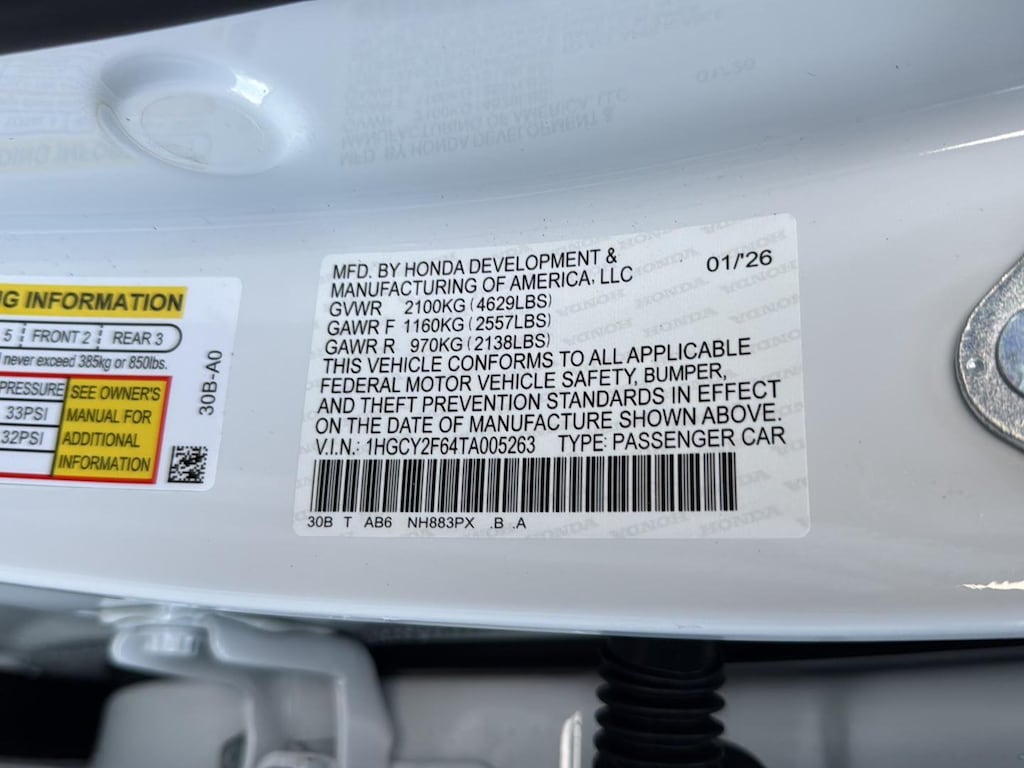 MFD. BY HONDA DEVELOPMENT &
MANUFACTURING OF AMERICA, LLC
01/'26
GVWR 2100KG (4629LBS)
GAWR F 1160KG (2557LBS)
GAWR R 970KG (2138LBS)
THIS VEHICLE CONFORMS TO ALL APPLICABLE
FEDERAL MOTOR VEHICLE SAFETY, BUMPER,
AND THEFT PREVENTION STANDARDS IN EFFECT
ON THE DATE OF MANUFACTURE SHOWN ABOVE.
V.I.N.: 1HGCY2F64TA005263 TYPE: PASSENGER CAR
30B T AB6 NH883PX .B .A
INFORMATION
5 FRONT 2 REAR 3
never exceed 385kg or 850lbs.
PRESSURE
33PSI
32PSI
SEE OWNER'S
MANUAL FOR
ADDITIONAL
INFORMATION
30B-A0